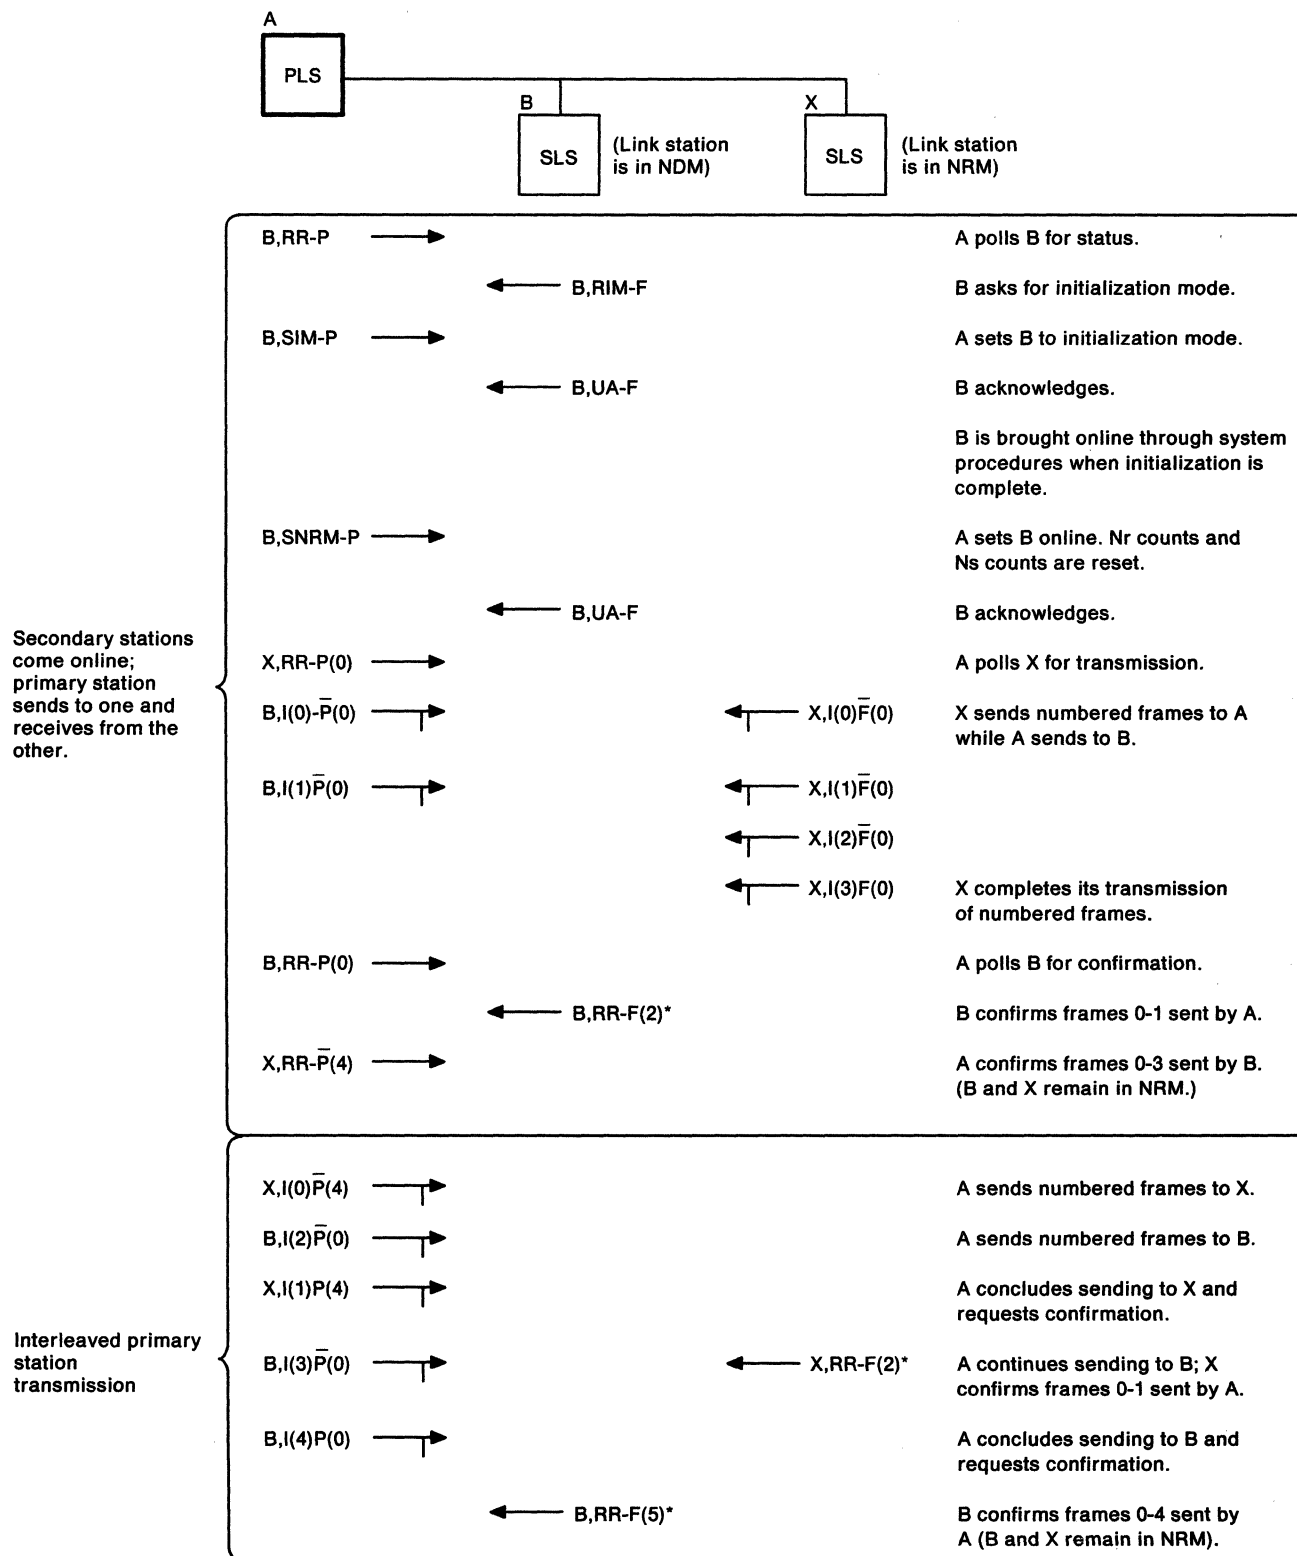 A
PLS
B
SLS
(Link station
is in NDM)
X
SLS
(Link station
is in NRM)
Secondary stations
come online;
primary station
sends to one and
receives from the
other.
B,RR-P
A polls B for status.
B,RIM-F
B asks for initialization mode.
B,SIM-P
A sets B to initialization mode.
B,UA-F
B acknowledges.
B is brought online through system
procedures when initialization is
complete.
B,SNRM-P
A sets B online. Nr counts and
Ns counts are reset.
B,UA-F
B acknowledges.
X,RR-P(0)
A polls X for transmission.
B,I(0)-P̅(0)
X,I(0)F̅(0)
X sends numbered frames to A
while A sends to B.
B,I(1)P̅(0)
X,I(1)F̅(0)
X,I(2)F̅(0)
X,I(3)F(0)
X completes its transmission
of numbered frames.
B,RR-P(0)
A polls B for confirmation.
B,RR-F(2)*
B confirms frames 0-1 sent by A.
X,RR-P̅(4)
A confirms frames 0-3 sent by B.
(B and X remain in NRM.)
Interleaved primary
station
transmission
X,I(0)P̅(4)
A sends numbered frames to X.
B,I(2)P̅(0)
A sends numbered frames to B.
X,I(1)P(4)
A concludes sending to X and
requests confirmation.
B,I(3)P̅(0)
X,RR-F(2)*
A continues sending to B; X
confirms frames 0-1 sent by A.
B,I(4)P(0)
A concludes sending to B and
requests confirmation.
B,RR-F(5)*
B confirms frames 0-4 sent by
A (B and X remain in NRM).